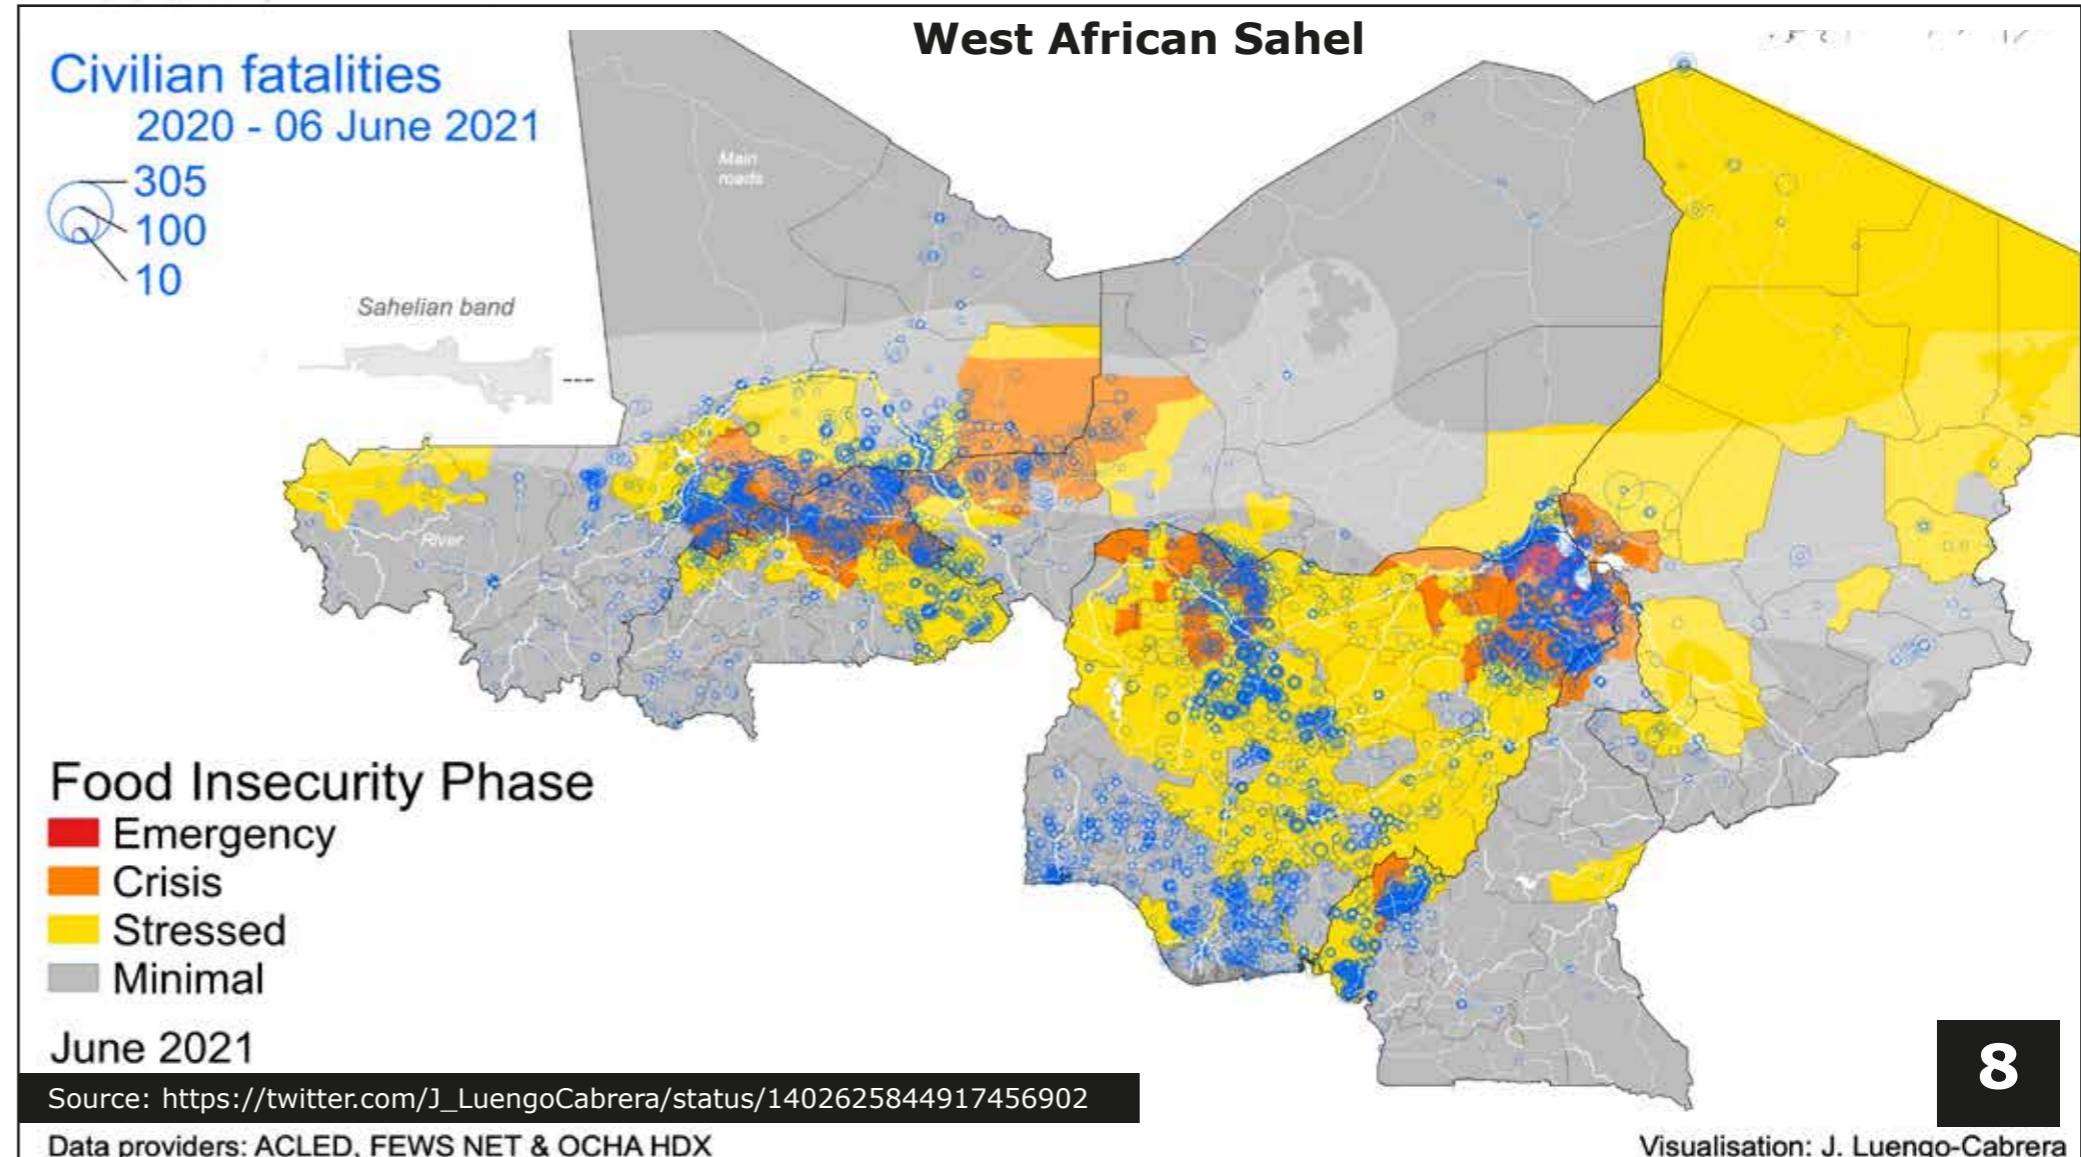 West African Sahel
Civilian fatalities
2020 - 06 June 2021
305
100
10
Main
roads
Sahelian band
River
Food Insecurity Phase
Emergency
Crisis
Stressed
Minimal
June 2021
8
Source: https://twitter.com/J_LuengoCabrera/status/1402625844917456902
Data providers: ACLED, FEWS NET & OCHA HDX
Visualisation: J. Luengo-Cabrera